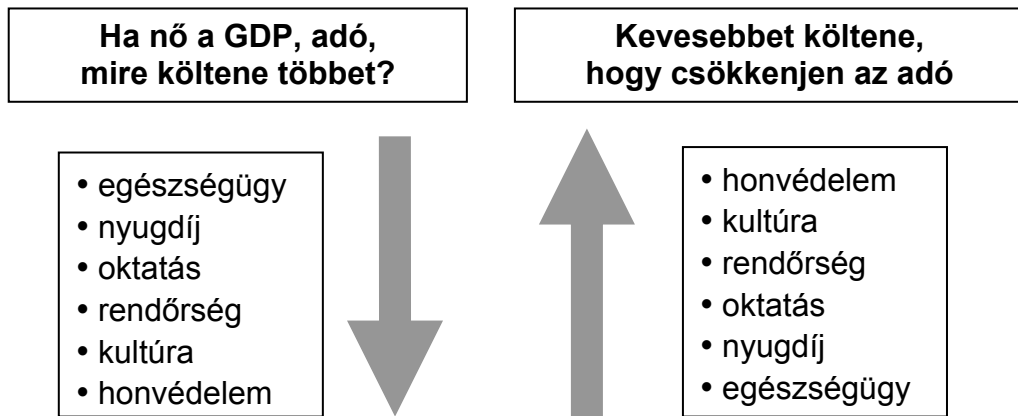 Ha nő a GDP, adó,
mire költene többet?
• egészségügy
• nyugdíj
• oktatás
• rendőrség
• kultúra
• honvédelem
Kevesebbet költene,
hogy csökkenjen az adó
• honvédelem
• kultúra
• rendőrség
• oktatás
• nyugdíj
• egészségügy